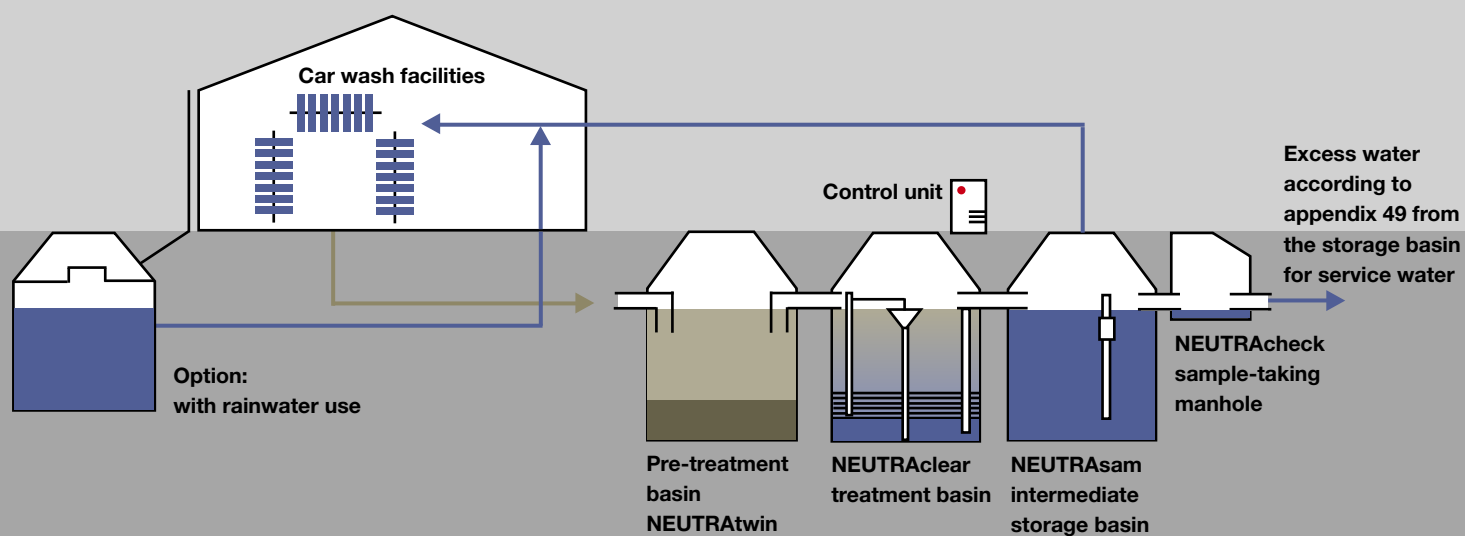 Car wash facilities
Control unit
Excess water
according to
appendix 49 from
the storage basin
for service water
Option:
with rainwater use
Pre-treatment
basin
NEUTRAtwin
NEUTRAclear
treatment basin
NEUTRAsam
intermediate
storage basin
NEUTRAcheck
sample-taking
manhole